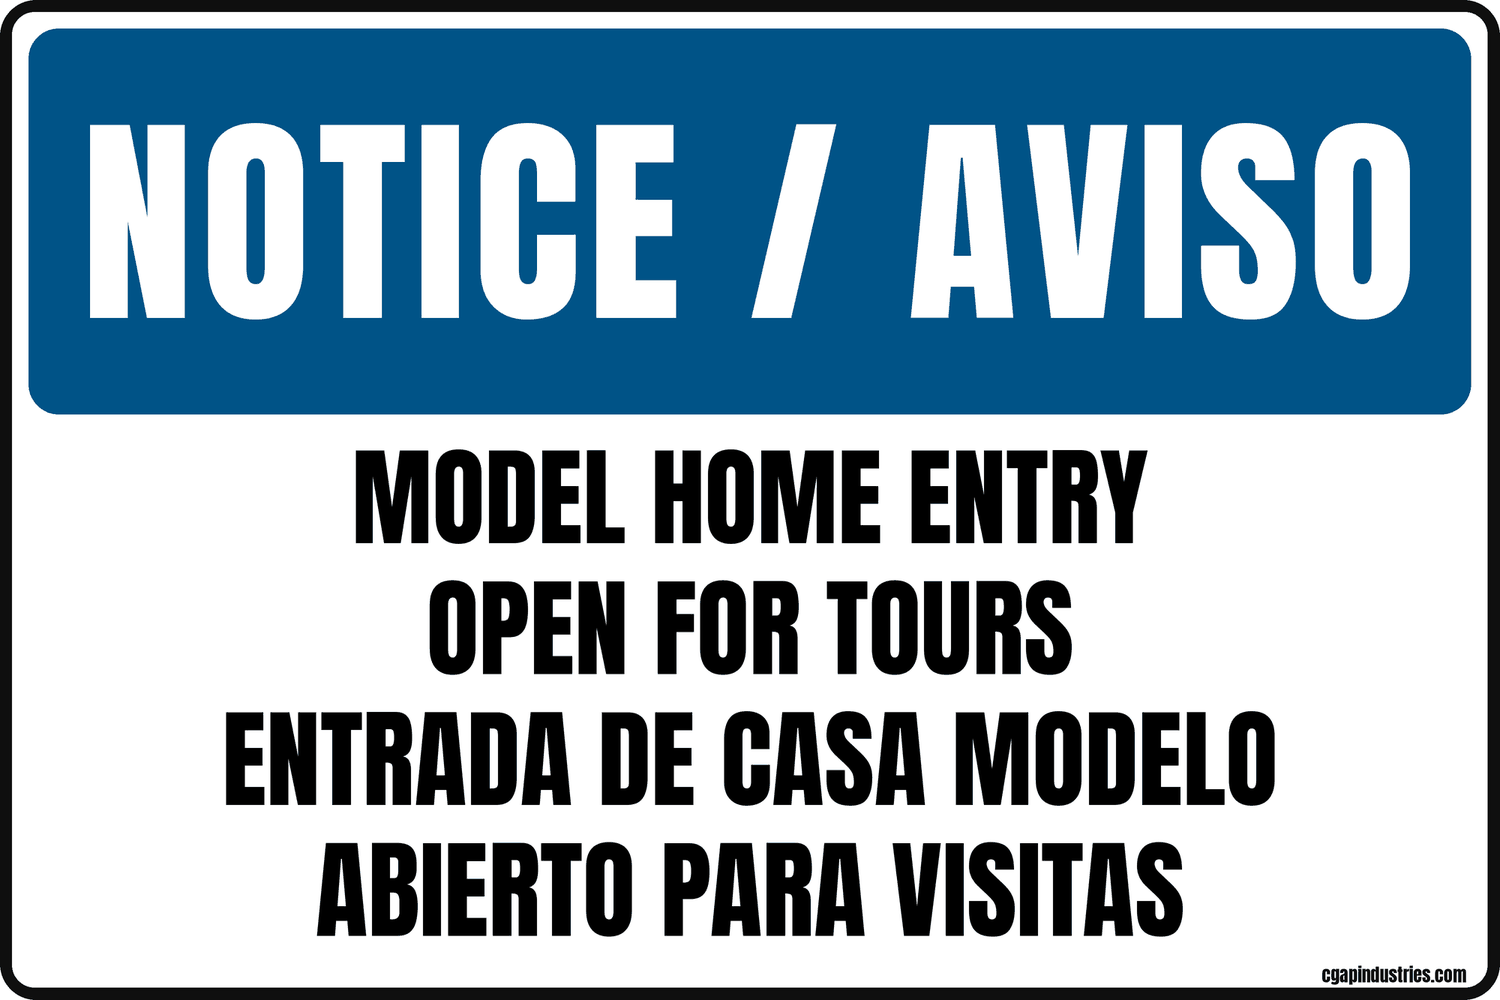 NOTICE / AVISO
MODEL HOME ENTRY
OPEN FOR TOURS
ENTRADA DE CASA MODELO
ABIERTO PARA VISITAS
cgapindustries.com